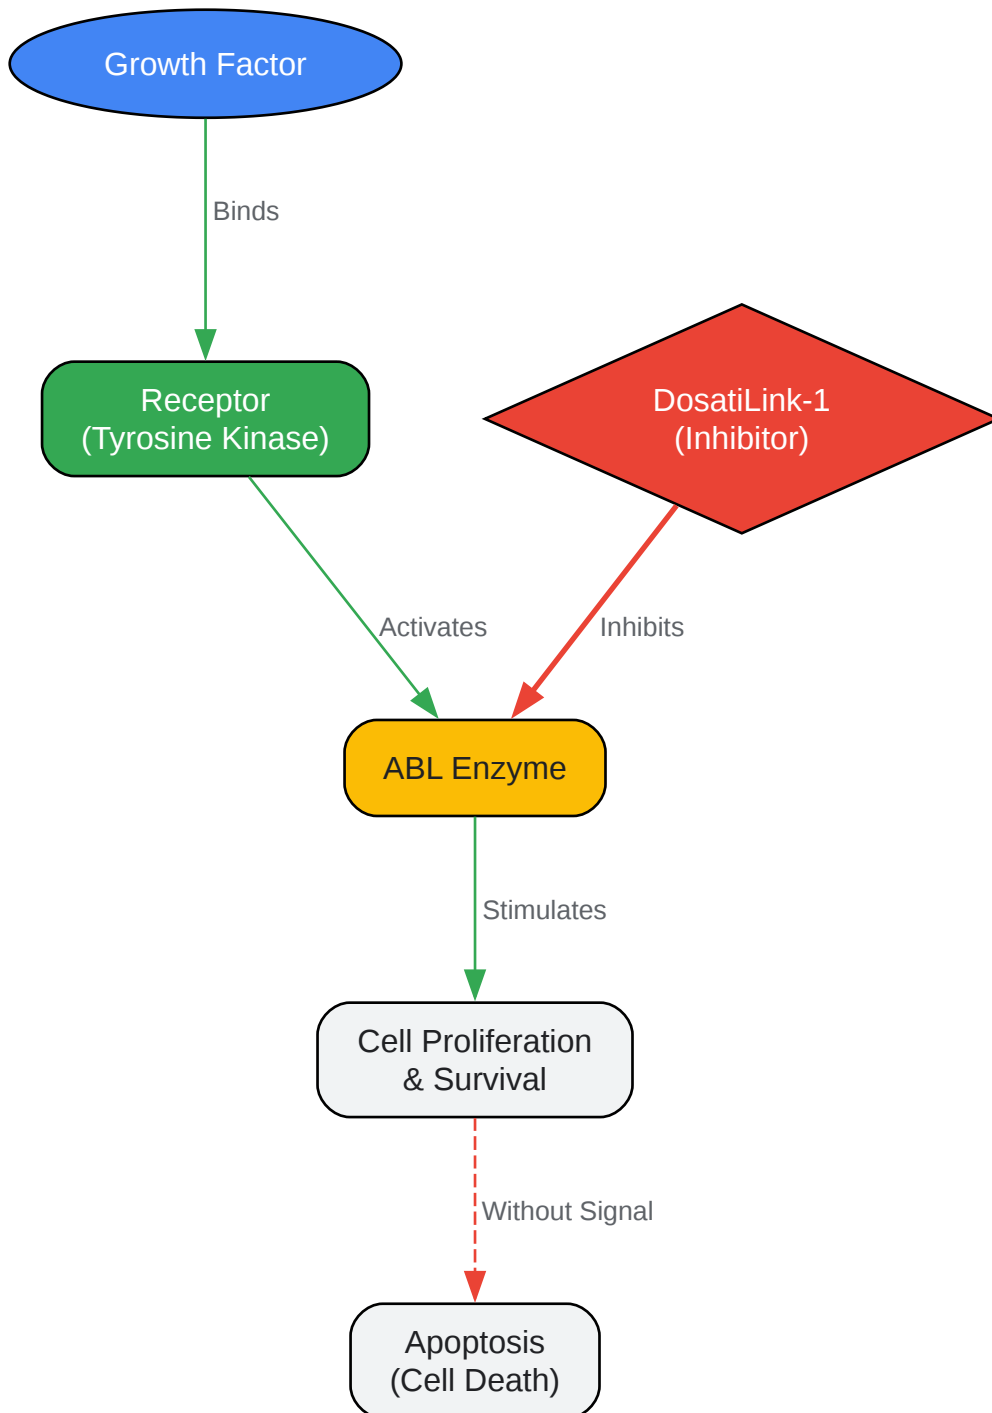 Growth Factor
Binds
Receptor
(Tyrosine Kinase)
DosatiLink-1
(Inhibitor)
Activates
Inhibits
ABL Enzyme
Stimulates
Cell Proliferation
& Survival
Without Signal
Apoptosis
(Cell Death)